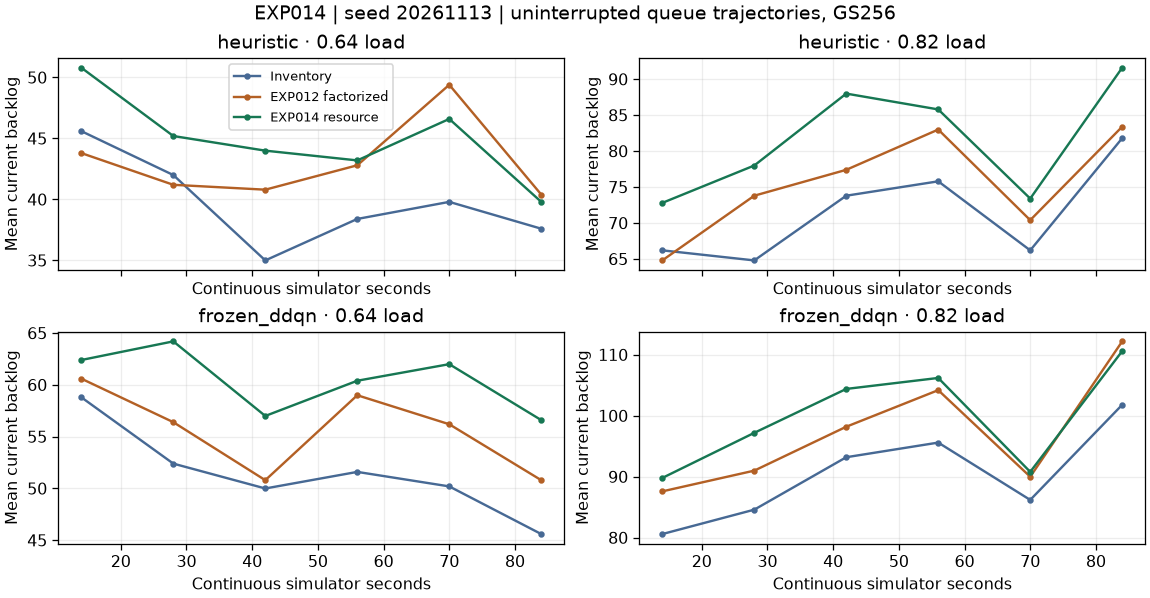 EXP014 | seed 20261113 | uninterrupted queue trajectories, GS256
heuristic · 0.64 load
Mean current backlog
50
45
40
35
Inventory
EXP012 factorized
EXP014 resource
Continuous simulator seconds
heuristic · 0.82 load
Mean current backlog
90
85
80
75
70
65
Continuous simulator seconds
frozen_ddqn · 0.64 load
Mean current backlog
65
60
55
50
45
20 30 40 50 60 70 80
Continuous simulator seconds
frozen_ddqn · 0.82 load
Mean current backlog
110
100
90
80
20 30 40 50 60 70 80
Continuous simulator seconds